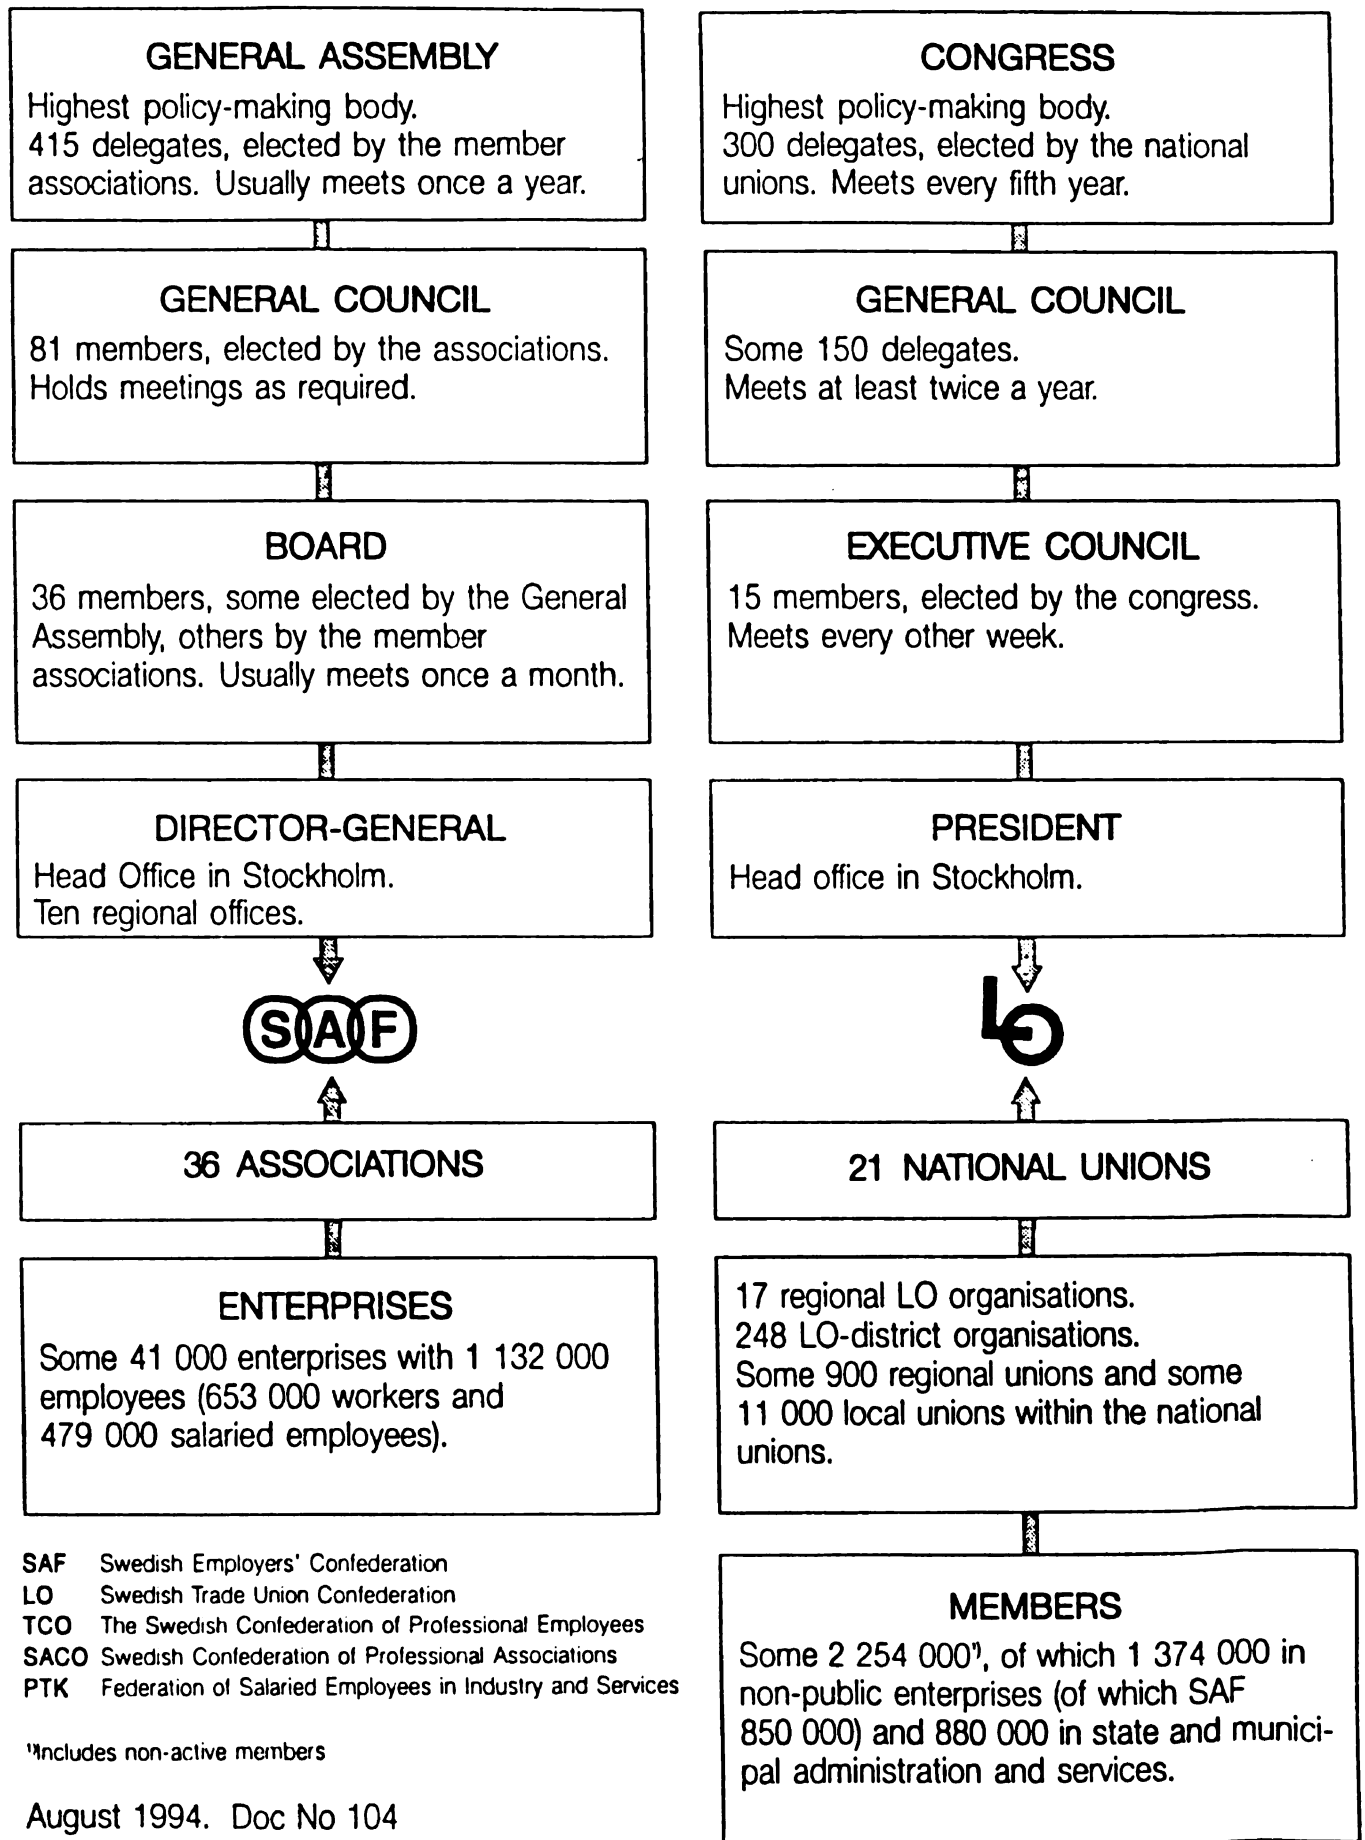 GENERAL ASSEMBLY
Highest policy-making body.
415 delegates, elected by the member
associations. Usually meets once a year.
GENERAL COUNCIL
81 members, elected by the associations.
Holds meetings as required.
BOARD
36 members, some elected by the General
Assembly, others by the member
associations. Usually meets once a month.
DIRECTOR-GENERAL
Head Office in Stockholm.
Ten regional offices.
SAF
36 ASSOCIATIONS
ENTERPRISES
Some 41 000 enterprises with 1 132 000
employees (653 000 workers and
479 000 salaried employees).
CONGRESS
Highest policy-making body.
300 delegates, elected by the national
unions. Meets every fifth year.
GENERAL COUNCIL
Some 150 delegates.
Meets at least twice a year.
EXECUTIVE COUNCIL
15 members, elected by the congress.
Meets every other week.
PRESIDENT
Head office in Stockholm.
LO
21 NATIONAL UNIONS
17 regional LO organisations.
248 LO-district organisations.
Some 900 regional unions and some
11 000 local unions within the national
unions.
MEMBERS
Some 2 254 000¹⁾, of which 1 374 000 in
non-public enterprises (of which SAF
850 000) and 880 000 in state and munici-
pal administration and services.
SAF Swedish Employers' Confederation
LO Swedish Trade Union Confederation
TCO The Swedish Confederation of Professional Employees
SACO Swedish Confederation of Professional Associations
PTK Federation of Salaried Employees in Industry and Services
¹⁾Includes non-active members
August 1994. Doc No 104